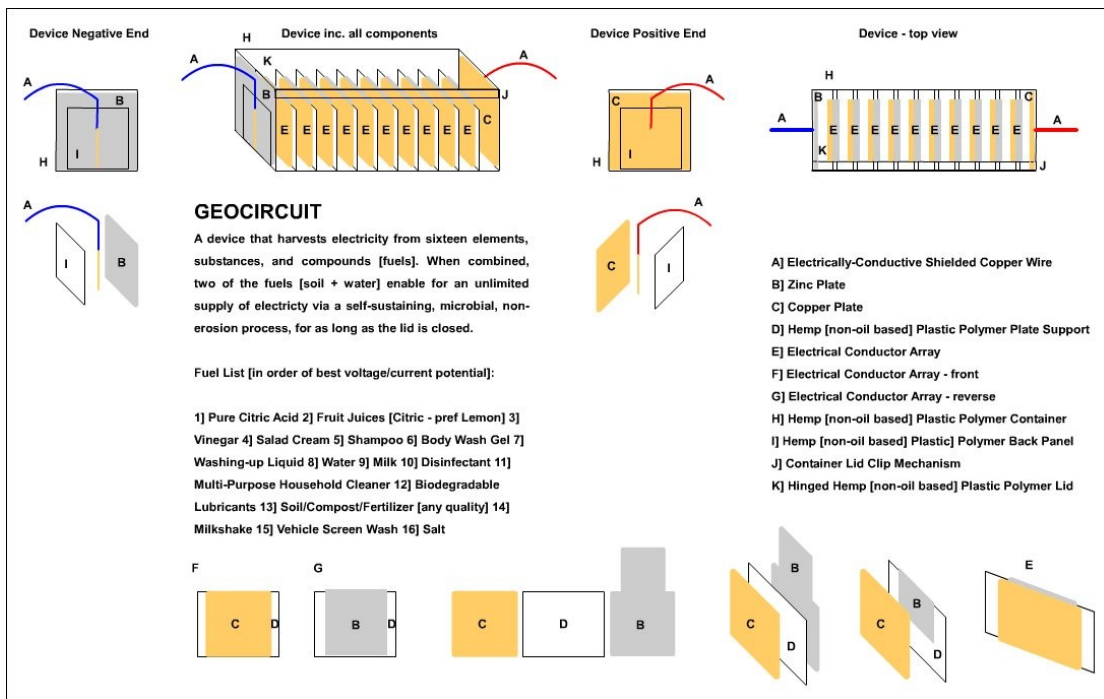 Device Negative End
Device inc. all components
Device Positive End
Device - top view
A
B
I
H
H
K
A
B
E E E E E E E E E
C
J
A
A
C
I
H
H
B
C
A
E E E E E E E E E
A
K
J
A
I
B
A
C
I
GEOCIRCUIT
A device that harvests electricity from sixteen elements,
substances, and compounds [fuels]. When combined,
two of the fuels [soil + water] enable for an unlimited
supply of electricty via a self-sustaining, microbial, non-
erosion process, for as long as the lid is closed.
Fuel List [in order of best voltage/current potential]:
1] Pure Citric Acid 2] Fruit Juices [Citric - pref Lemon] 3]
Vinegar 4] Salad Cream 5] Shampoo 6] Body Wash Gel 7]
Washing-up Liquid 8] Water 9] Milk 10] Disinfectant 11]
Multi-Purpose Household Cleaner 12] Biodegradable
Lubricants 13] Soil/Compost/Fertilizer [any quality] 14]
Milkshake 15] Vehicle Screen Wash 16] Salt
A] Electrically-Conductive Shielded Copper Wire
B] Zinc Plate
C] Copper Plate
D] Hemp [non-oil based] Plastic Polymer Plate Support
E] Electrical Conductor Array
F] Electrical Conductor Array - front
G] Electrical Conductor Array - reverse
H] Hemp [non-oil based] Plastic Polymer Container
I] Hemp [non-oil based] Plastic] Polymer Back Panel
J] Container Lid Clip Mechanism
K] Hinged Hemp [non-oil based] Plastic Polymer Lid
F
C D
G
B D
C D B
B
C
D
B
C
D
E